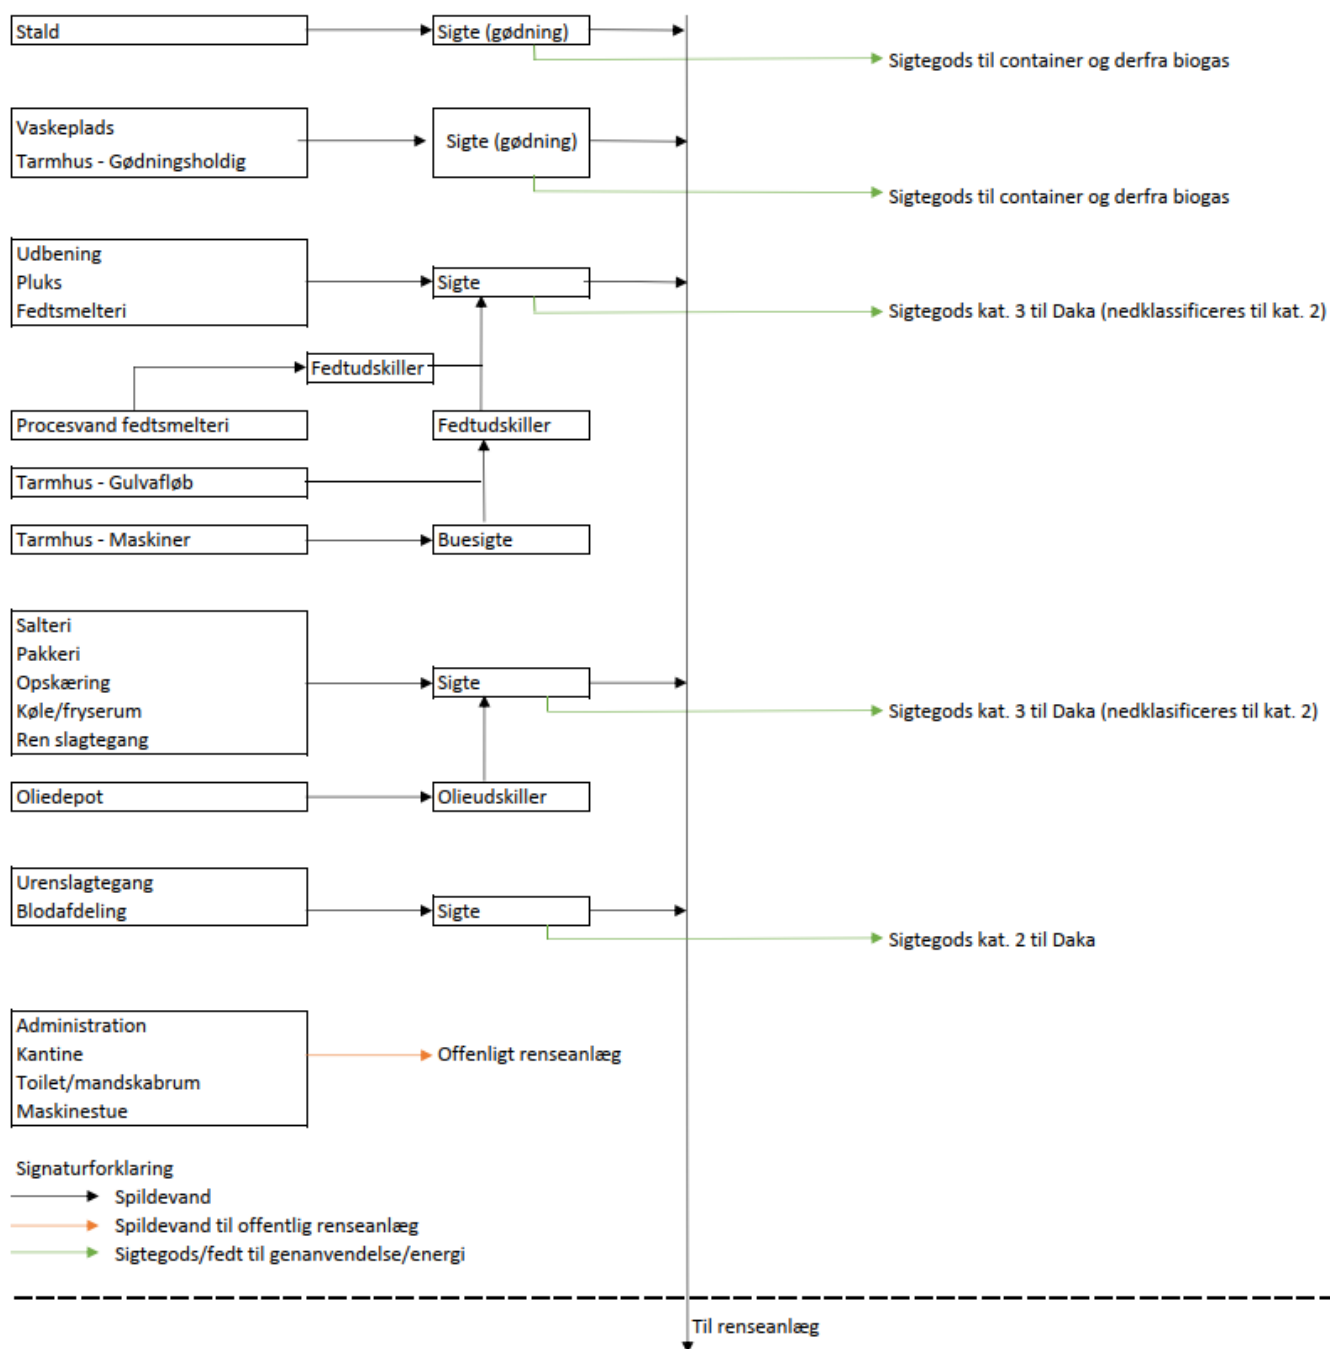 Stald
Sigte (gødning)
Sigtegods til container og derfra biogas
Vaskeplads
Tarmhus - Gødningsholdig
Sigte (gødning)
Sigtegods til container og derfra biogas
Udbening
Pluks
Fedtsmelteri
Sigte
Sigtegods kat. 3 til Daka (nedklassificeres til kat. 2)
Fedtudskiller
Procesvand fedtsmelteri
Fedtudskiller
Tarmhus - Gulvafløb
Tarmhus - Maskiner
Buesigte
Salteri
Pakkeri
Opskæring
Køle/fryserum
Ren slagtegang
Sigte
Sigtegods kat. 3 til Daka (nedklasificeres til kat. 2)
Oliedepot
Olieudskiller
Urenslagtegang
Blodafdeling
Sigte
Sigtegods kat. 2 til Daka
Administration
Kantine
Toilet/mandskabrum
Maskinestue
Offenligt renseanlæg
Signaturforklaring
Spildevand
Spildevand til offentlig renseanlæg
Sigtegods/fedt til genanvendelse/energi
Til renseanlæg